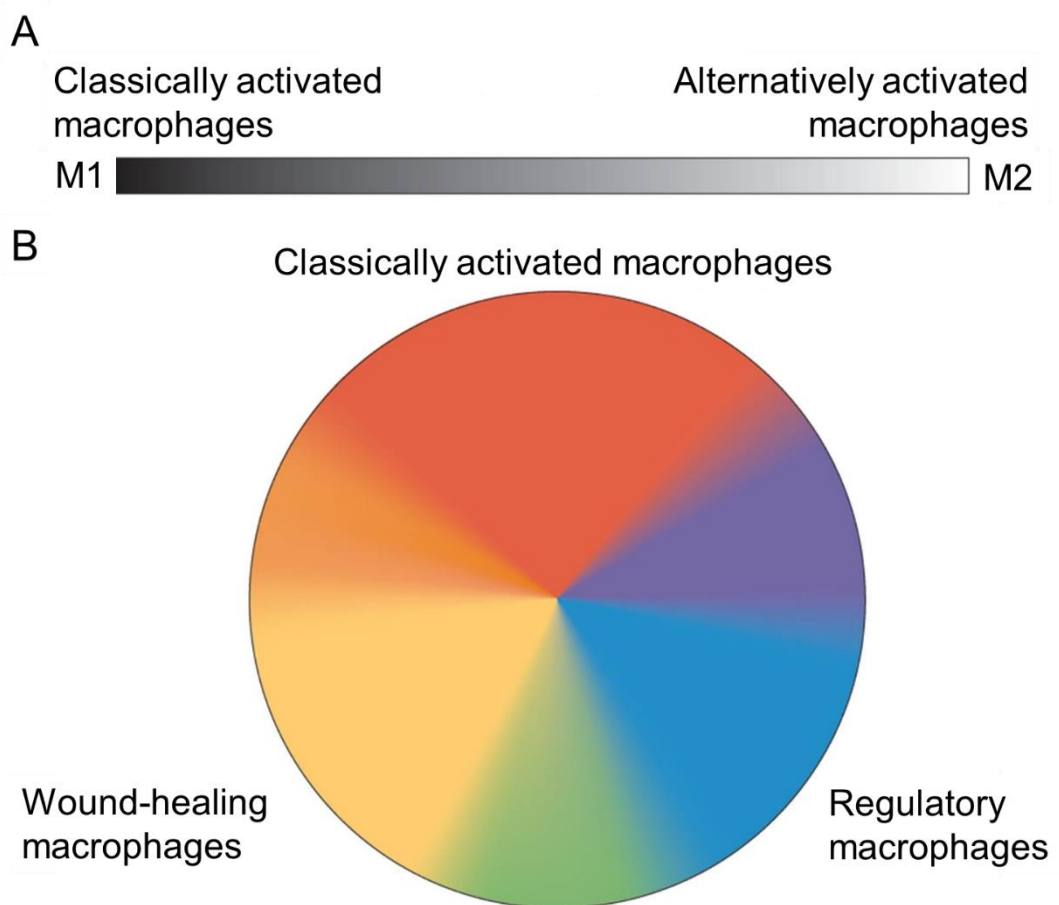 A
Classically activated
macrophages
Alternatively activated
macrophages
M1
M2
B
Classically activated macrophages
Wound-healing
macrophages
Regulatory
macrophages